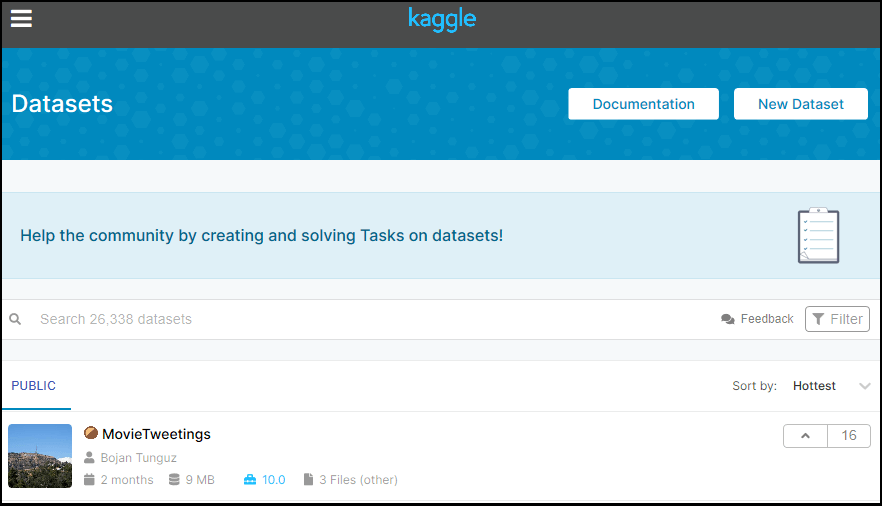 kaggle
Datasets
Documentation
New Dataset
Help the community by creating and solving Tasks on datasets!
Search 26,338 datasets
Feedback
Filter
PUBLIC
Sort by: Hottest
MovieTweetings
16
Bojan Tunguz
2 months 9 MB 10.0 3 Files (other)